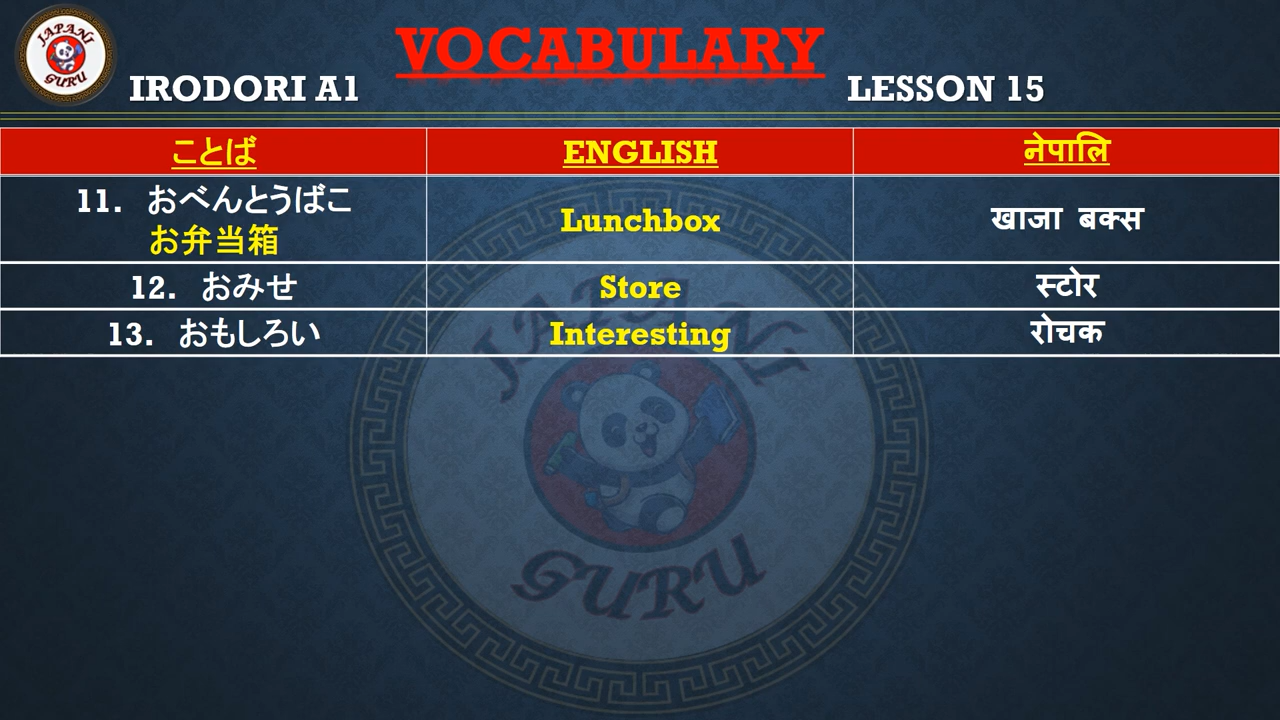 JAPANI
GURU
VOCABULARY
IRODORI A1
LESSON 15
ことば ENGLISH नेपालि
11. おべんとうばこ
お弁当箱
Lunchbox खाजा बक्स
12. おみせ Store स्टोर
13. おもしろい Interesting रोचक
JAPANI
GURU